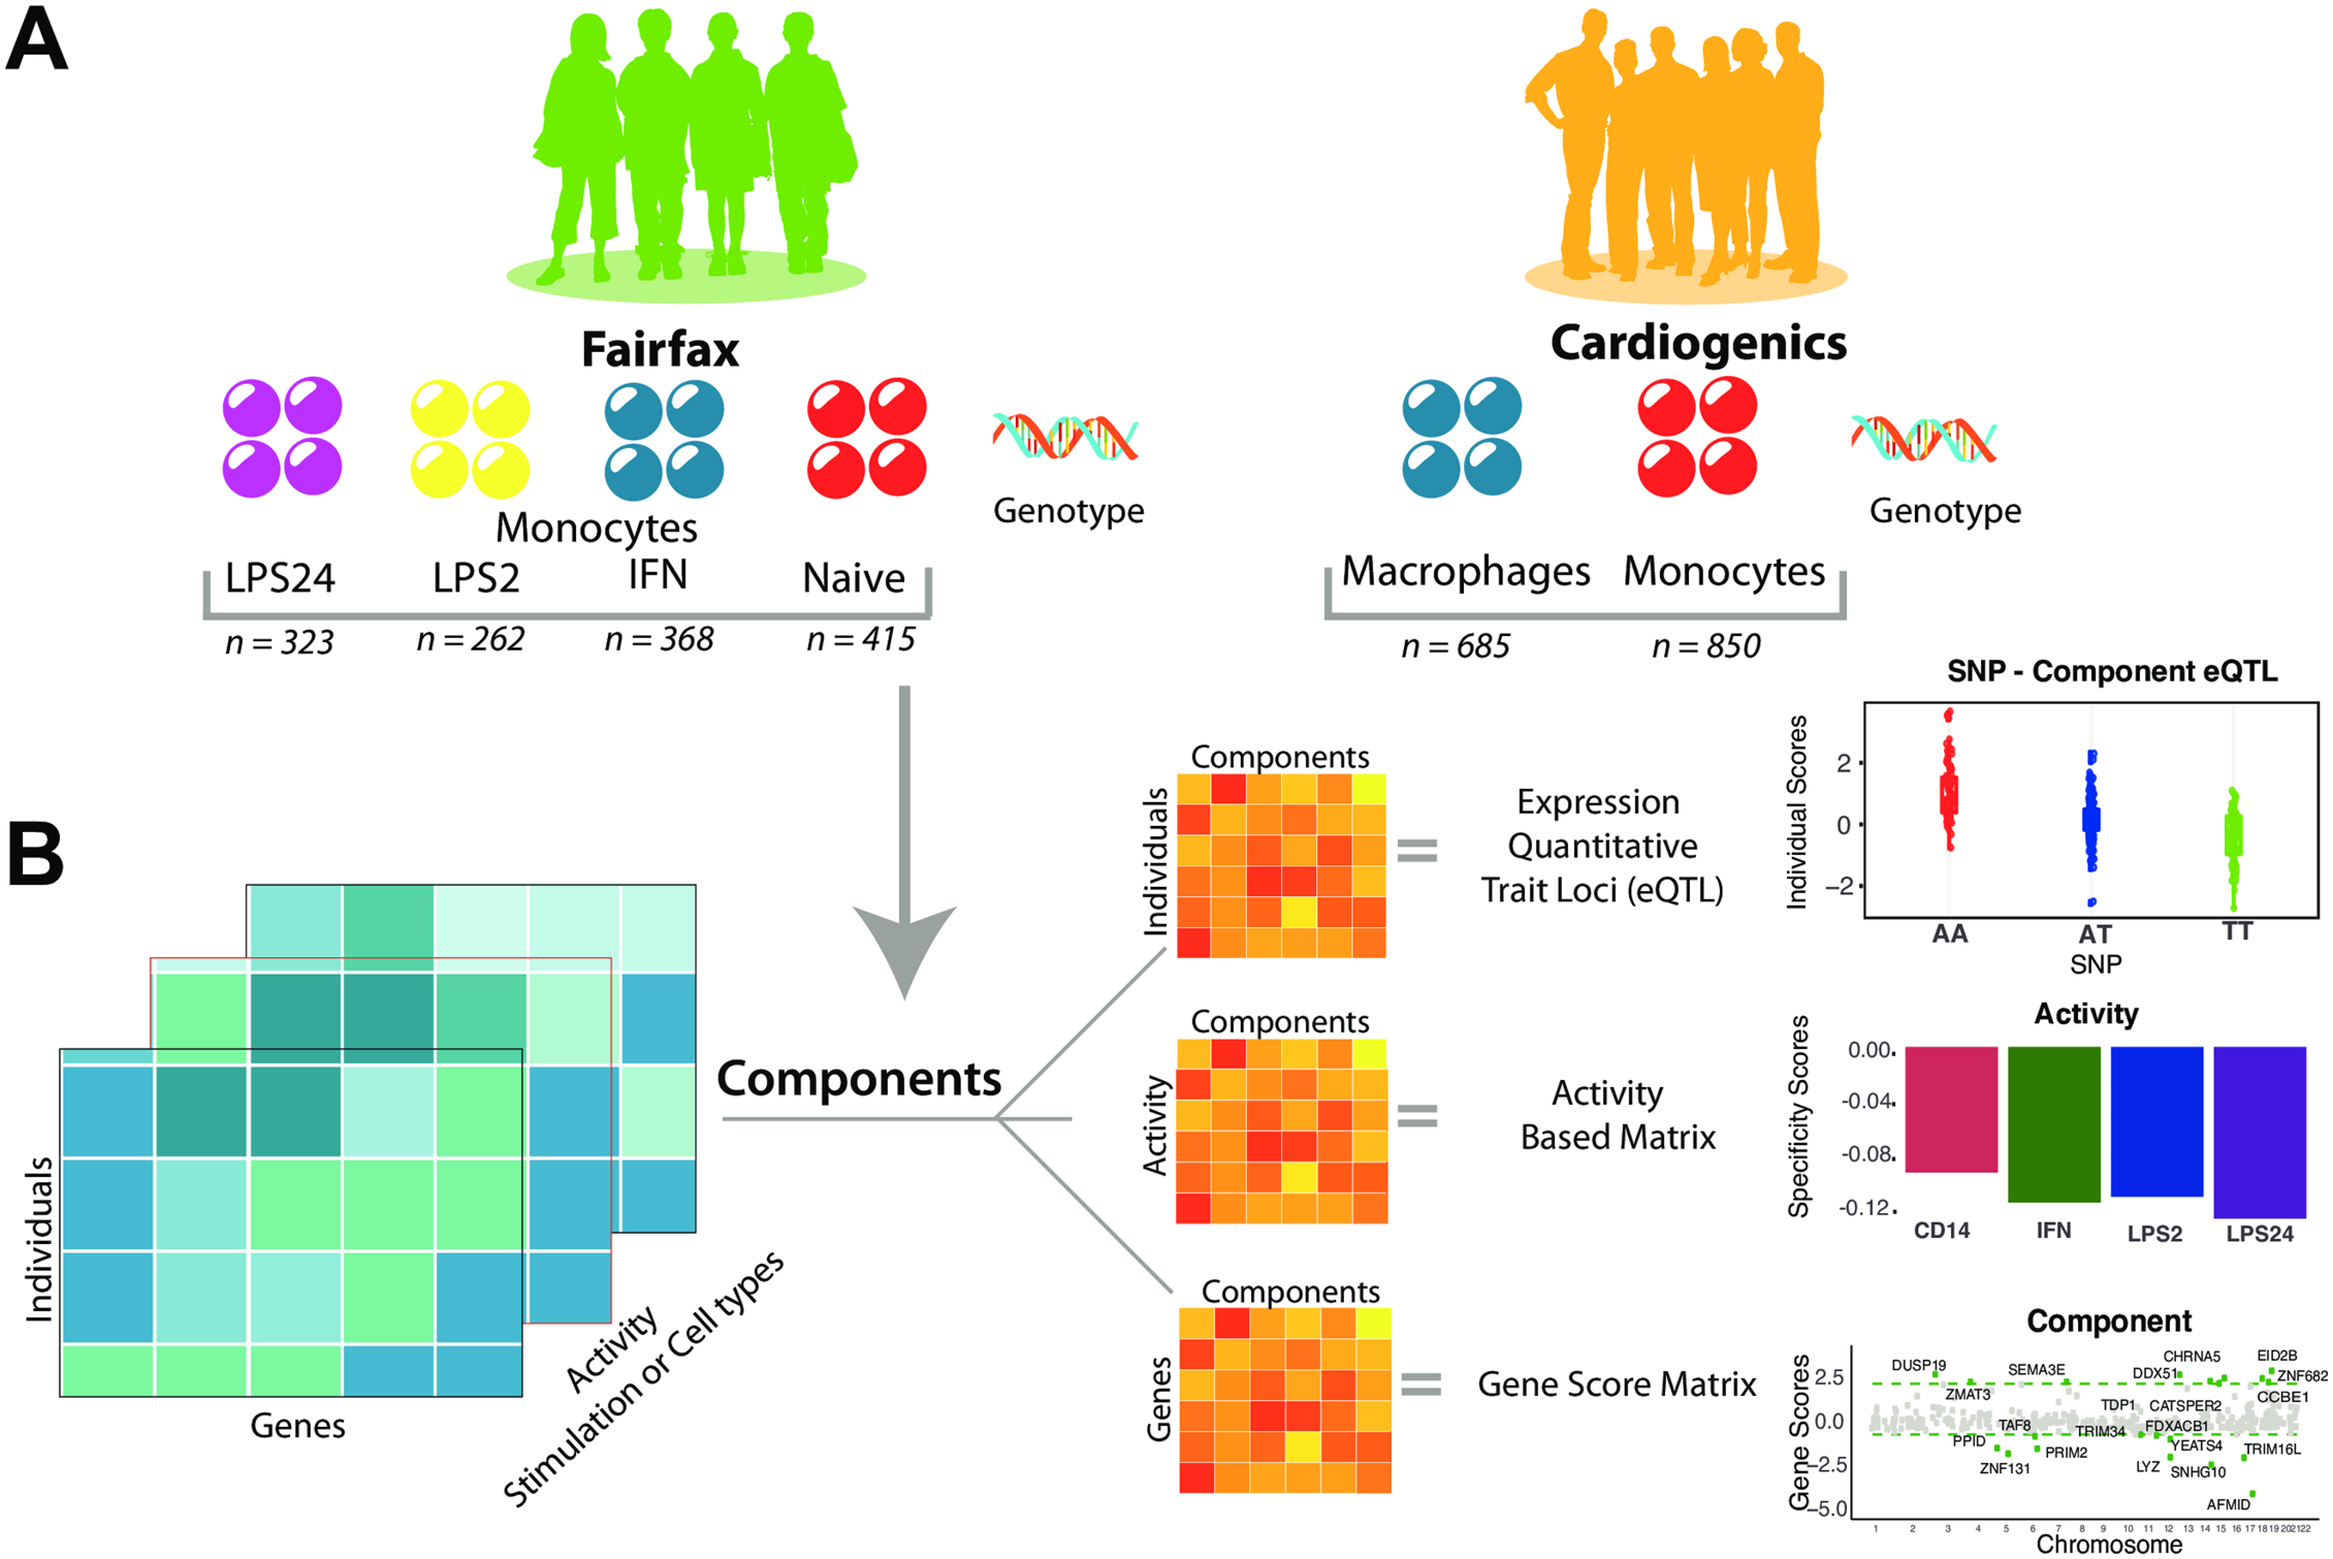 A
Fairfax
Cardiogenics
Monocytes
Genotype
Genotype
LPS24 LPS2 IFN Naive
Macrophages Monocytes
n = 323 n = 262 n = 368 n = 415
n = 685 n = 850
B
Individuals
Genes
Activity
Stimulation or Cell types
Components
Components
Individuals
Expression
Quantitative
Trait Loci (eQTL)
SNP - Component eQTL
Individual Scores
2
0
−2
AA AT TT
SNP
Components
Activity
Activity
Based Matrix
Activity
Specificity Scores
0.00
-0.04
-0.08
-0.12
CD14 IFN LPS2 LPS24
Components
Genes
Gene Score Matrix
Component
Gene Scores
2.5
0.0
−2.5
−5.0
DUSP19
ZMAT3
SEMA3E
CHRNA5
DDX51
EID2B
ZNF682
CCBE1
TDP1
CATSPER2
TAF8
TRIM34
FDXACB1
PPID
PRIM2
YEATS4
TRIM16L
ZNF131
LYZ
SNHG10
AFMID
1 2 3 4 5 6 7 8 9 10 11 12 13 14 15 16 17 18 19 202122
Chromosome